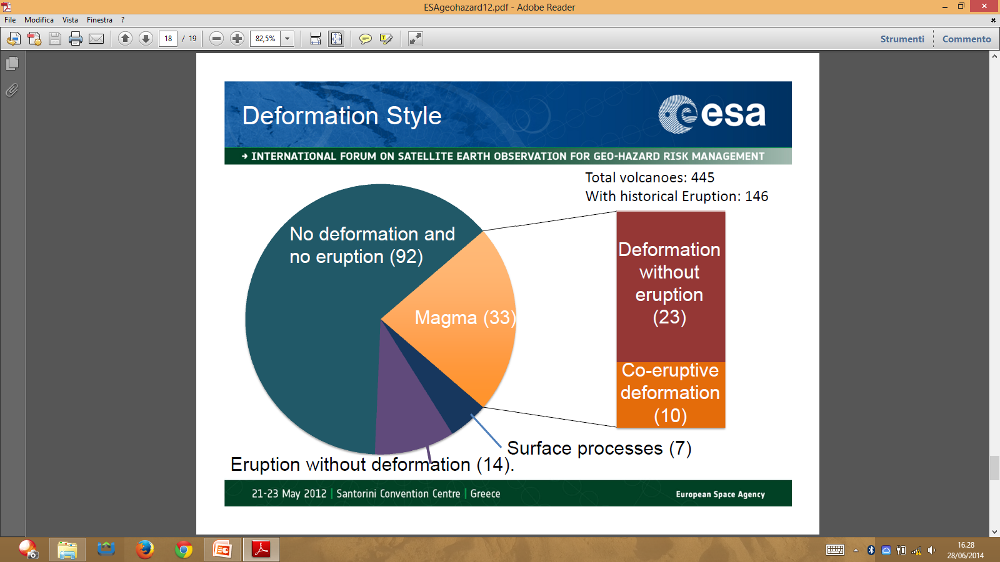 ESAgeohazard12.pdf - Adobe Reader
File Modifica Vista Finestra ?
18 / 19 82,5% Strumenti Commento
Deformation Style
esa
→ INTERNATIONAL FORUM ON SATELLITE EARTH OBSERVATION FOR GEO-HAZARD RISK MANAGEMENT
Total volcanoes: 445
With historical Eruption: 146
No deformation and
no eruption (92)
Magma (33)
Deformation
without
eruption
(23)
Co-eruptive
deformation
(10)
Surface processes (7)
Eruption without deformation (14).
21-23 May 2012 | Santorini Convention Centre | Greece
European Space Agency
16.28
28/06/2014